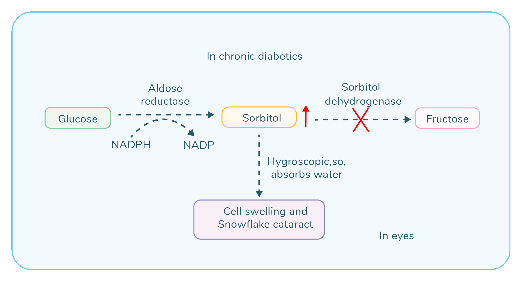 In chronic diabetics
Aldose
reductase
Sorbitol
dehydrogenase
Glucose
Sorbitol
Fructose
NADPH
NADP
Hygroscopic,so,
absorbs water
Cell swelling and
Snowflake cataract
In eyes